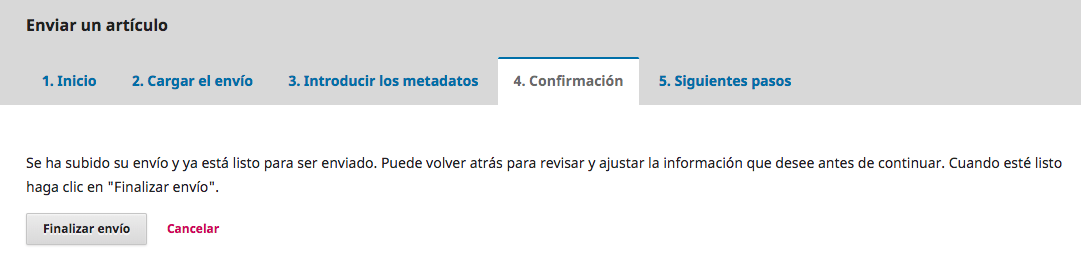 Enviar un artículo
1. Inicio 2. Cargar el envío 3. Introducir los metadatos 4. Confirmación 5. Siguientes pasos
Se ha subido su envío y ya está listo para ser enviado. Puede volver atrás para revisar y ajustar la información que desee antes de continuar. Cuando esté listo
haga clic en "Finalizar envío".
Finalizar envío Cancelar